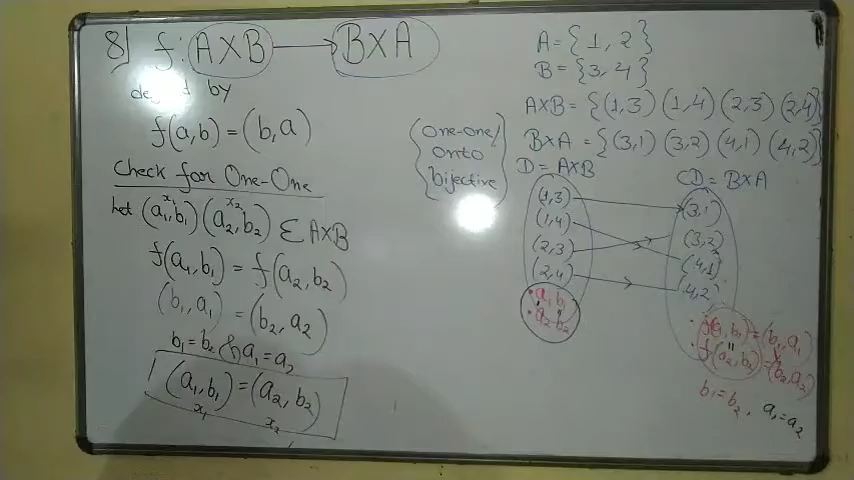 8) f: A×B → B×A
by
f(a,b) = (b,a)
Check for One-One
Let (a₁,b₁) (a₂,b₂) ∈ A×B
x₁ x₂
f(a₁,b₁) = f(a₂,b₂)
(b₁,a₁) = (b₂,a₂)
b₁=b₂ & a₁=a₂
(a₁,b₁) = (a₂,b₂)
x₁ x₂
{One-one/
onto
bijective}
A = {1,2}
B = {3,4}
A×B = {(1,3) (1,4) (2,3) (2,4)}
B×A = {(3,1) (3,2) (4,1) (4,2)}
D = A×B
CD = B×A
(1,3)
(1,4)
(2,3)
(2,4)
a₁ b₁
a₂ b₂
(3,1)
(3,2)
(4,1)
(4,2)
f(a₁,b₁) = (b₁,a₁)
f(a₂,b₂) = (b₂,a₂)
b₁=b₂, a₁=a₂